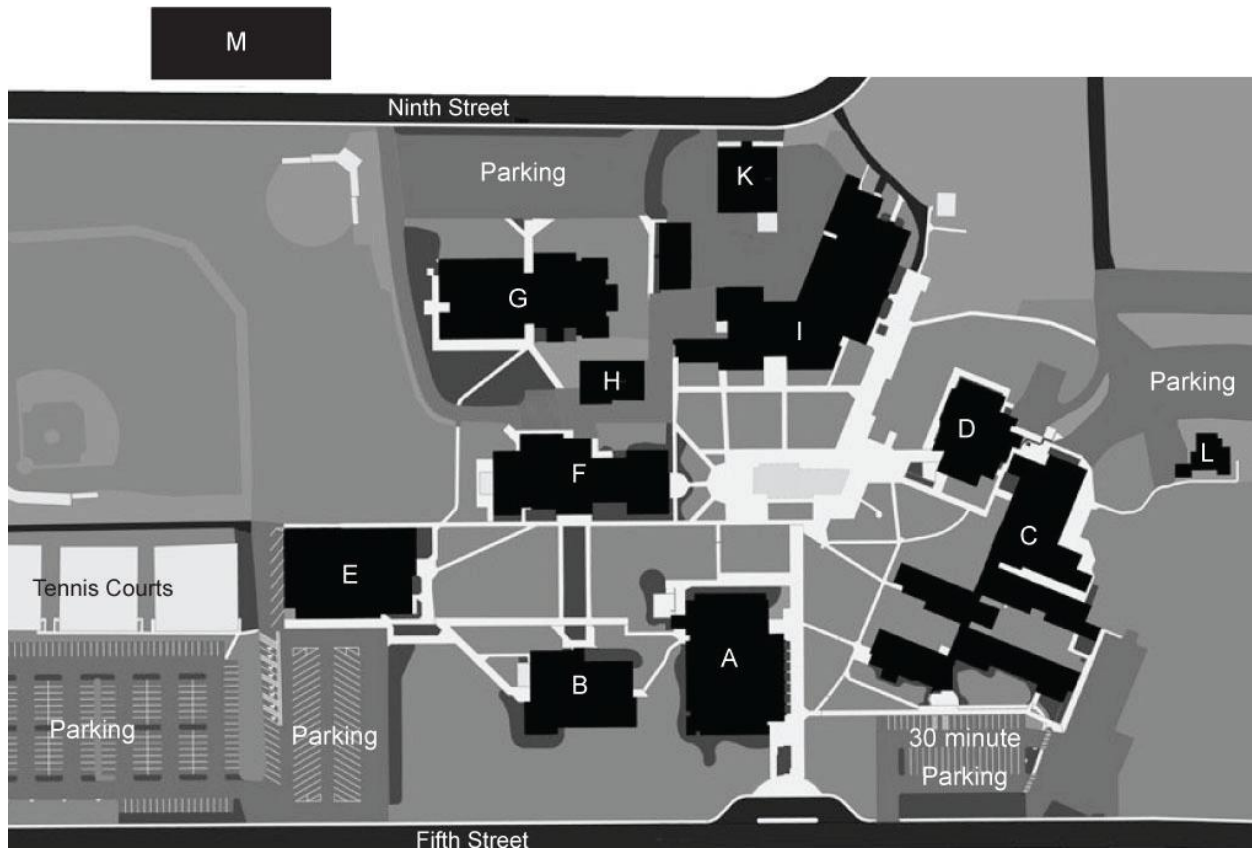 M
Ninth Street
Parking
K
G
I
H
Parking
D
L
F
C
E
Tennis Courts
A
B
Parking
Parking
30 minute
Parking
Fifth Street